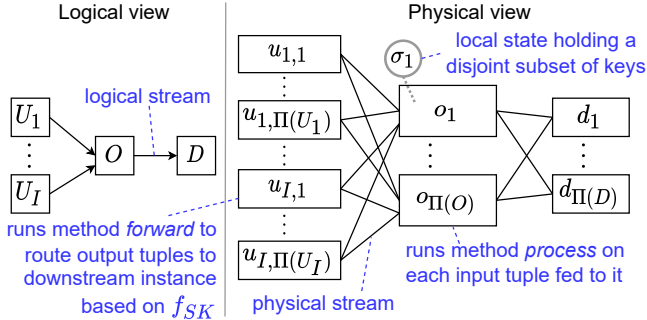 Logical view
Physical view
U_1
⋮
U_I
O
D
logical stream
u_{1,1}
⋮
u_{1,Π(U_1)}
⋮
u_{I,1}
⋮
u_{I,Π(U_I)}
σ_1
local state holding a
disjoint subset of keys
o_1
⋮
o_{Π(O)}
d_1
⋮
d_{Π(D)}
runs method forward to
route output tuples to
downstream instance
based on f_{SK}
physical stream
runs method process on
each input tuple fed to it